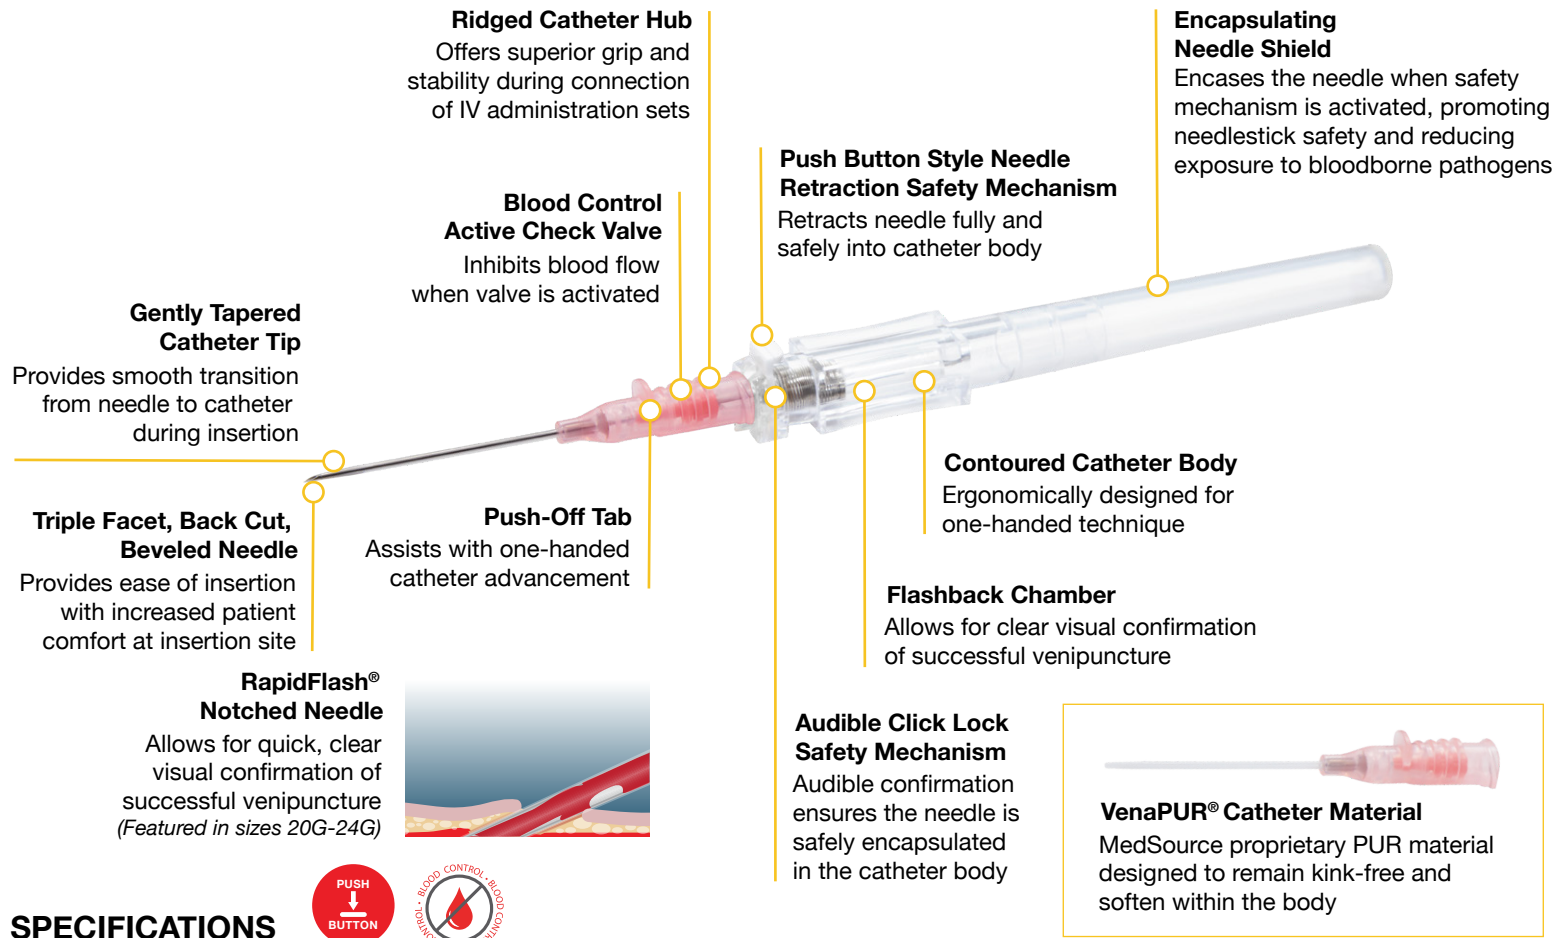 Ridged Catheter Hub
Offers superior grip and
stability during connection
of IV administration sets
Encapsulating
Needle Shield
Encases the needle when safety
mechanism is activated, promoting
needlestick safety and reducing
exposure to bloodborne pathogens
Push Button Style Needle
Retraction Safety Mechanism
Retracts needle fully and
safely into catheter body
Blood Control
Active Check Valve
Inhibits blood flow
when valve is activated
Gently Tapered
Catheter Tip
Provides smooth transition
from needle to catheter
during insertion
Triple Facet, Back Cut,
Beveled Needle
Provides ease of insertion
with increased patient
comfort at insertion site
Push-Off Tab
Assists with one-handed
catheter advancement
Contoured Catheter Body
Ergonomically designed for
one-handed technique
Flashback Chamber
Allows for clear visual confirmation
of successful venipuncture
RapidFlash®
Notched Needle
Allows for quick, clear
visual confirmation of
successful venipuncture
(Featured in sizes 20G-24G)
Audible Click Lock
Safety Mechanism
Audible confirmation
ensures the needle is
safely encapsulated
in the catheter body
VenaPUR® Catheter Material
MedSource proprietary PUR material
designed to remain kink-free and
soften within the body
SPECIFICATIONS
PUSH
BUTTON
BLOOD CONTROL •